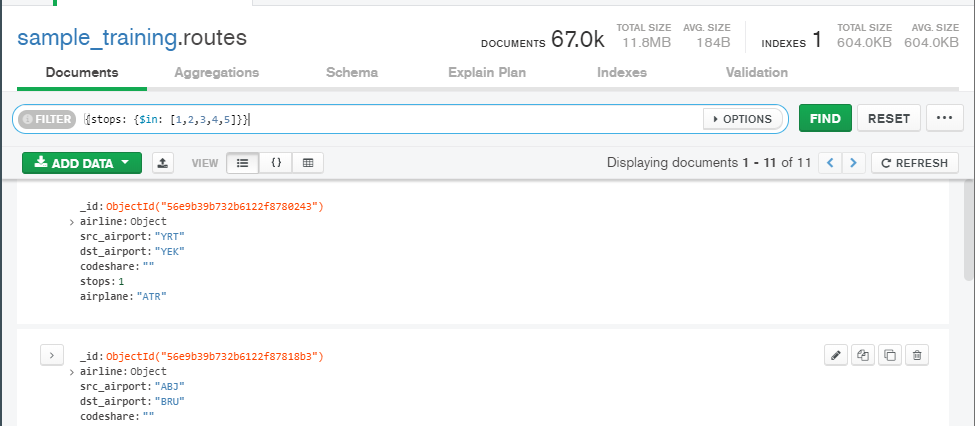 sample_training.routes
DOCUMENTS 67.0k TOTAL SIZE 11.8MB AVG. SIZE 184B INDEXES 1 TOTAL SIZE 604.0KB AVG. SIZE 604.0KB
Documents Aggregations Schema Explain Plan Indexes Validation
FILTER {stops: {$in: [1,2,3,4,5]}} OPTIONS FIND RESET ...
ADD DATA VIEW {} Displaying documents 1 - 11 of 11 < > REFRESH
_id: ObjectId("56e9b39b732b6122f8780243")
> airline: Object
src_airport: "YRT"
dst_airport: "YEK"
codeshare: ""
stops: 1
airplane: "ATR"
> _id: ObjectId("56e9b39b732b6122f87818b3")
> airline: Object
src_airport: "ABJ"
dst_airport: "BRU"
codeshare: ""